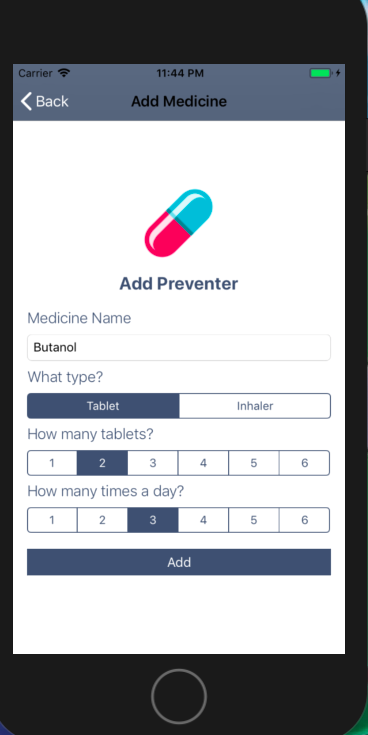 Carrier 11:44 PM
Back Add Medicine
Add Preventer
Medicine Name
Butanol
What type?
Tablet Inhaler
How many tablets?
1 2 3 4 5 6
How many times a day?
1 2 3 4 5 6
Add